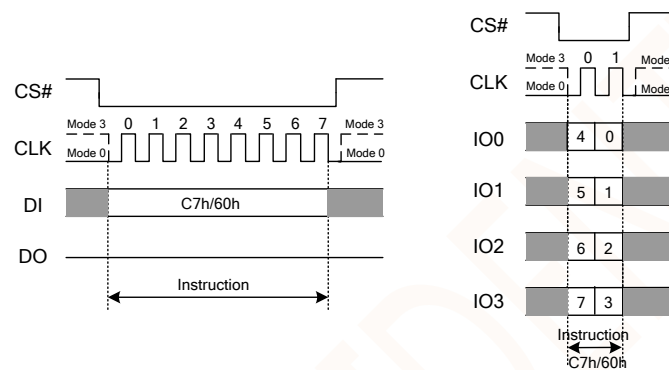 CS#
Mode 3 0 1 2 3 4 5 6 7 Mode 3
CLK Mode 0 Mode 0
DI C7h/60h
DO
Instruction
CS#
Mode 3 0 1 Mode
CLK Mode 0 Mode
IO0 4 0
IO1 5 1
IO2 6 2
IO3 7 3
Instruction
C7h/60h